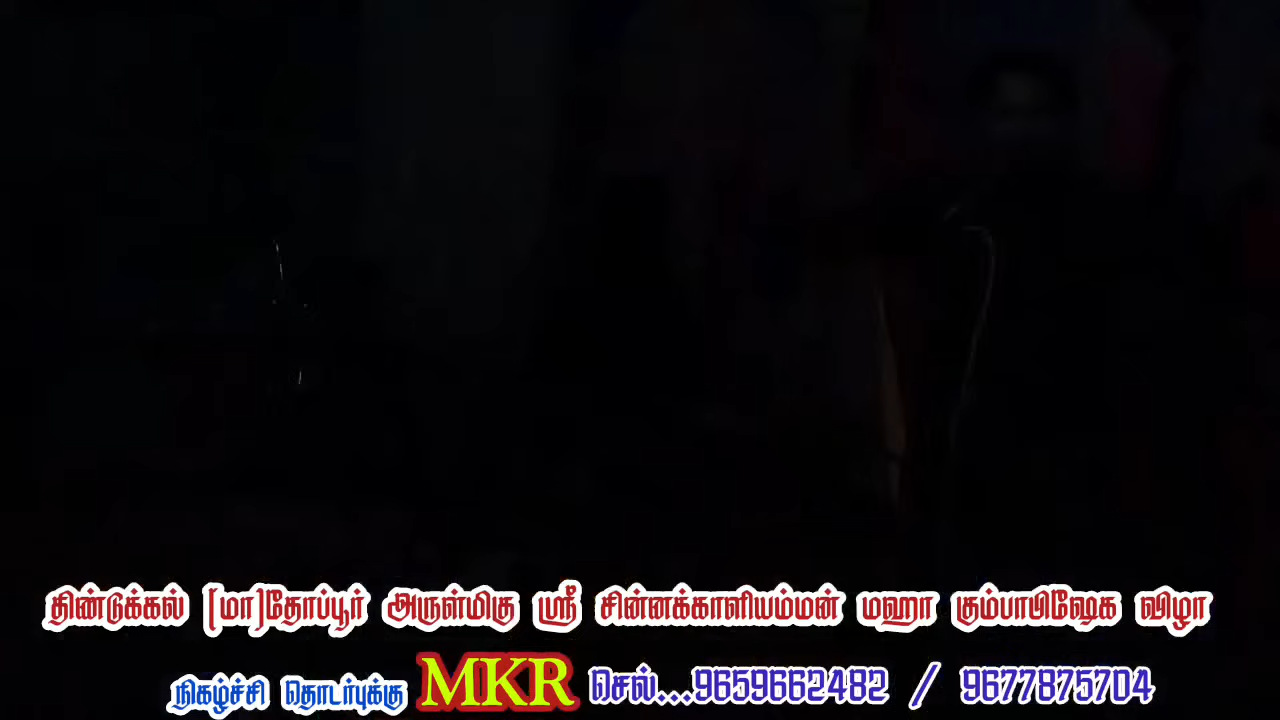 திண்டுக்கல் [மா]தோப்பூர் அருள்மிகு ஸ்ரீ சின்னக்காளியம்மன் மஹா கும்பாபிஷேக விழா
நிகழ்ச்சி தொடர்புக்கு MKR செல்...9659662482 / 9677875704